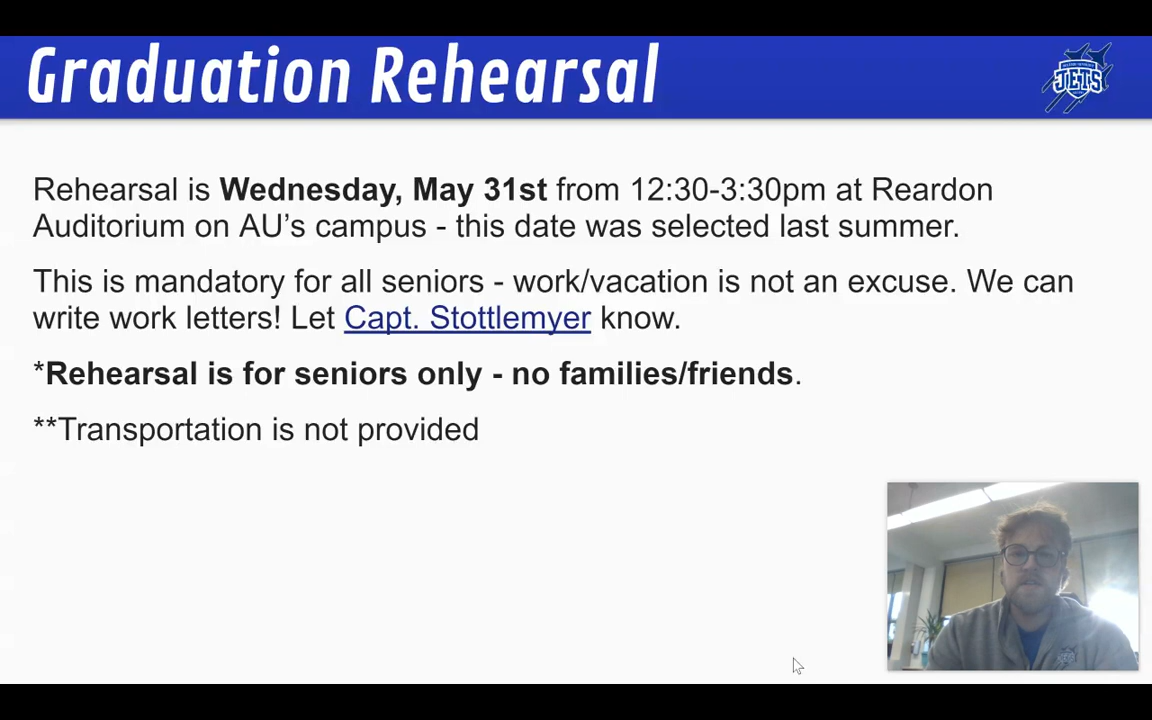 Graduation Rehearsal
JETS
Rehearsal is Wednesday, May 31st from 12:30-3:30pm at Reardon
Auditorium on AU’s campus - this date was selected last summer.
This is mandatory for all seniors - work/vacation is not an excuse. We can
write work letters! Let Capt. Stottlemyer know.
*Rehearsal is for seniors only - no families/friends.
**Transportation is not provided
JETS